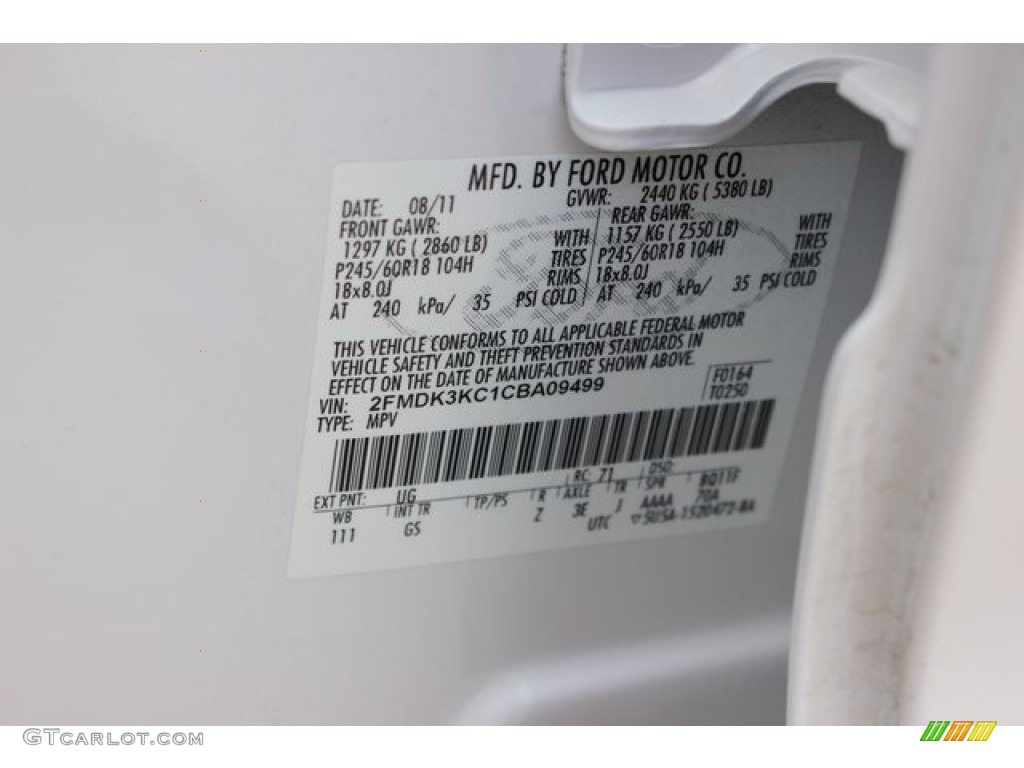 MFD. BY FORD MOTOR CO.
DATE: 08/11 GVWR: 2440 KG ( 5380 LB)
FRONT GAWR: REAR GAWR:
1297 KG ( 2860 LB) WITH 1157 KG ( 2550 LB) WITH
P245/60R18 104H TIRES P245/60R18 104H TIRES
18x8.0J RIMS 18x8.0J RIMS
AT 240 kPa/ 35 PSI COLD AT 240 kPa/ 35 PSI COLD
THIS VEHICLE CONFORMS TO ALL APPLICABLE FEDERAL MOTOR
VEHICLE SAFETY AND THEFT PREVENTION STANDARDS IN
EFFECT ON THE DATE OF MANUFACTURE SHOWN ABOVE.
VIN: 2FMDK3KC1CBA09499 F0164
TYPE: MPV T0250
EXT PNT: UG RC: 71 DSO:
WB INT TR TP/PS R AXLE TR SPR BQ11F
111 GS Z 3E J AAAA 70A
UTC 5U5A-1520472-BA
GTCARLOT.COM